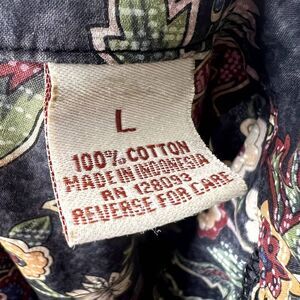 L
100% COTTON
MADE IN INDONESIA
RN 128093
REVERSE FOR CARE